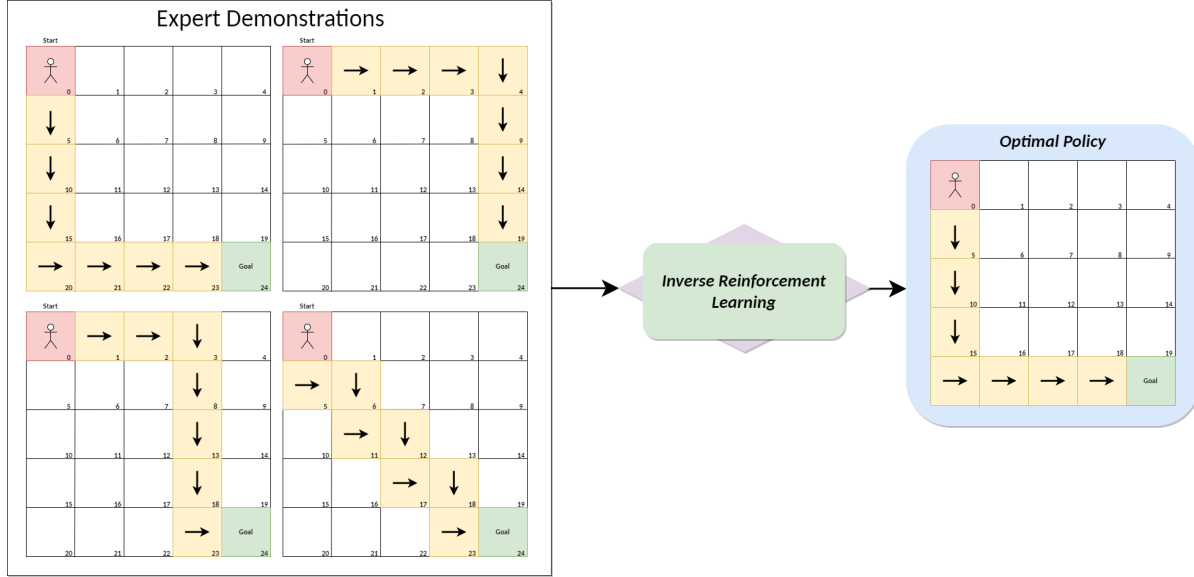 Expert Demonstrations
Start
0 1 2 3 4
5 6 7 8 9
10 11 12 13 14
15 16 17 18 19
Goal
20 21 22 23 24
Start
0 1 2 3 4
5 6 7 8 9
10 11 12 13 14
15 16 17 18 19
Goal
20 21 22 23 24
Start
0 1 2 3 4
5 6 7 8 9
10 11 12 13 14
15 16 17 18 19
Goal
20 21 22 23 24
Start
0 1 2 3 4
5 6 7 8 9
10 11 12 13 14
15 16 17 18 19
Goal
20 21 22 23 24
Inverse Reinforcement
Learning
Optimal Policy
0 1 2 3 4
5 6 7 8 9
10 11 12 13 14
15 16 17 18 19
Goal